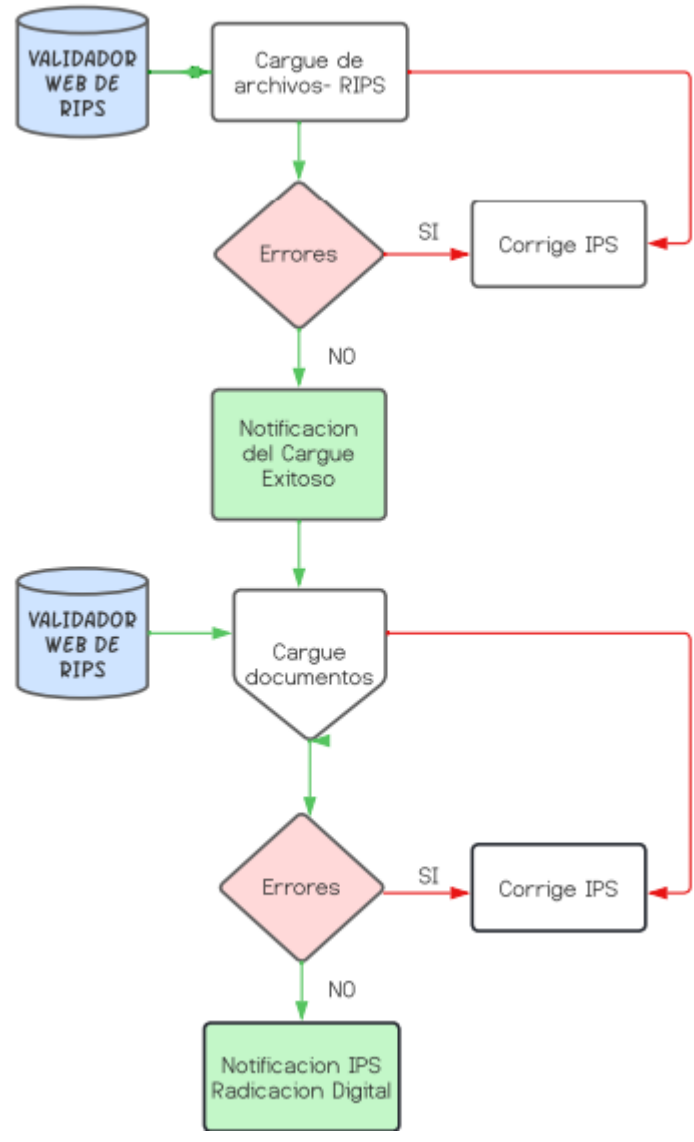 VALIDADOR
WEB DE
RIPS
Cargue de
archivos- RIPS
Errores
SI
Corrige IPS
NO
Notificacion
del Cargue
Exitoso
VALIDADOR
WEB DE
RIPS
Cargue
documentos
Errores
SI
Corrige IPS
NO
Notificacion IPS
Radicacion Digital